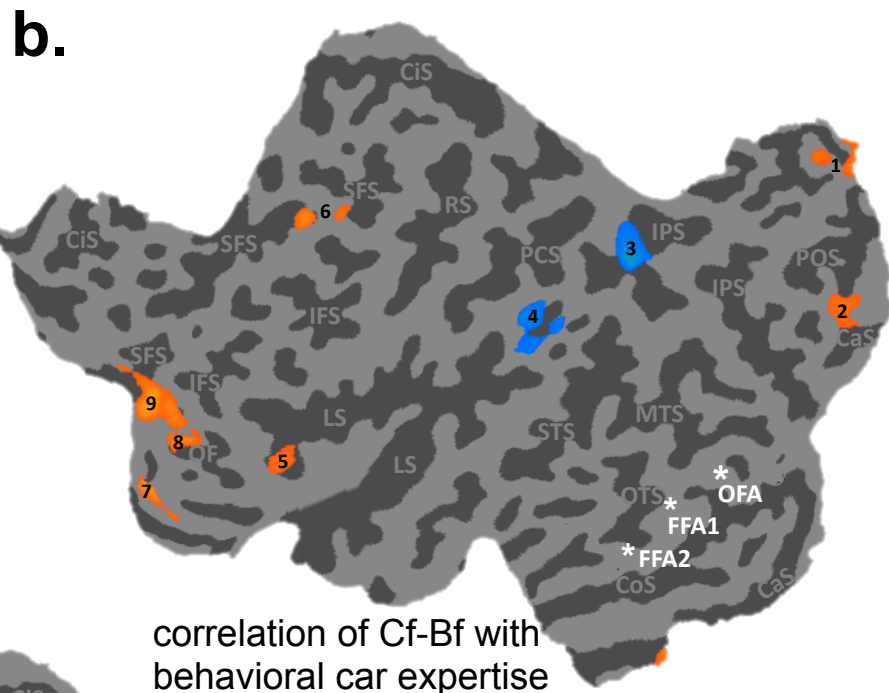 b.
CiS
1
SFS
6
RS
CiS
SFS
PCS
3
IPS
POS
IPS
IFS
4
2
CaS
SFS
IFS
9
LS
MTS
STS
8
OF
5
LS
*
OFA
7
OTS
*
FFA1
*
FFA2
CoS
CaS
correlation of Cf-Bf with
behavioral car expertise
CiS